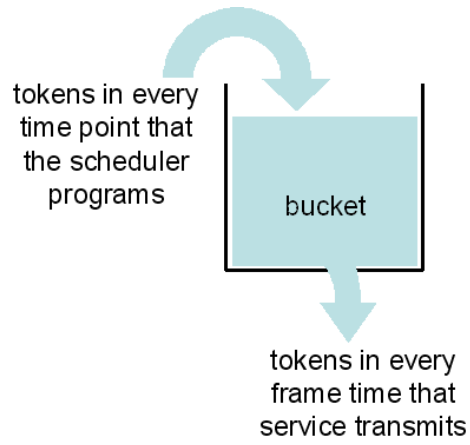 tokens in every
time point that
the scheduler
programs
bucket
tokens in every
frame time that
service transmits